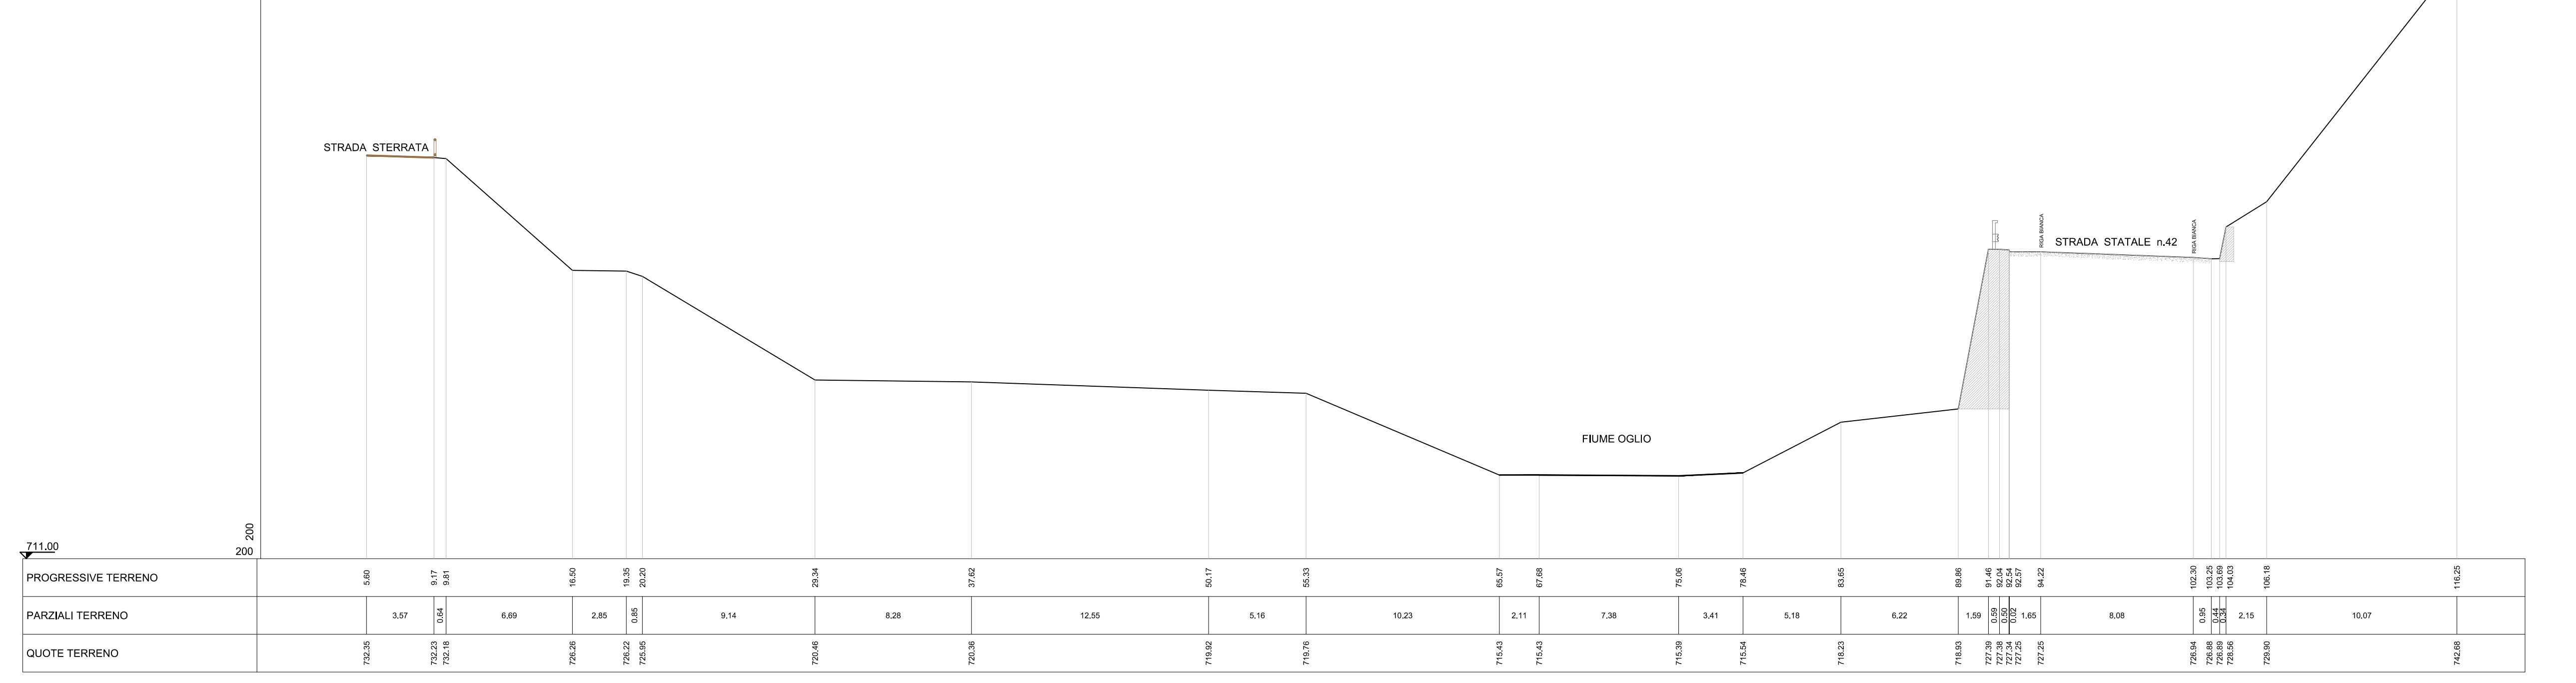 STRADA STERRATA
RIGA BIANCA
RIGA BIANCA
STRADA STATALE n.42
FIUME OGLIO
200
200
711.00
PROGRESSIVE TERRENO 5.60 9.17 9.81 16.50 19.35 20.20 29.34 37.62 50.17 55.33 65.57 67.68 75.06 78.46 83.65 89.86 91.46 92.04 92.54 92.57 94.22 102.30 103.25 103.69 104.03 106.18 116.25
PARZIALI TERRENO 3,57 0.64 6,69 2,85 0.85 9,14 8,28 12,55 5,16 10,23 2,11 7,38 3,41 5,18 6,22 1,59 0.59 0.50 0.02 1,65 8,08 0.95 0.44 0.34 2,15 10,07
QUOTE TERRENO 732.35 732.23 732.18 726.26 726.22 725.95 720.46 720.36 719.92 719.76 715.43 715.43 715.39 715.54 718.23 718.93 727.39 727.38 727.34 727.25 727.25 726.94 726.88 726.89 728.56 729.90 742.68